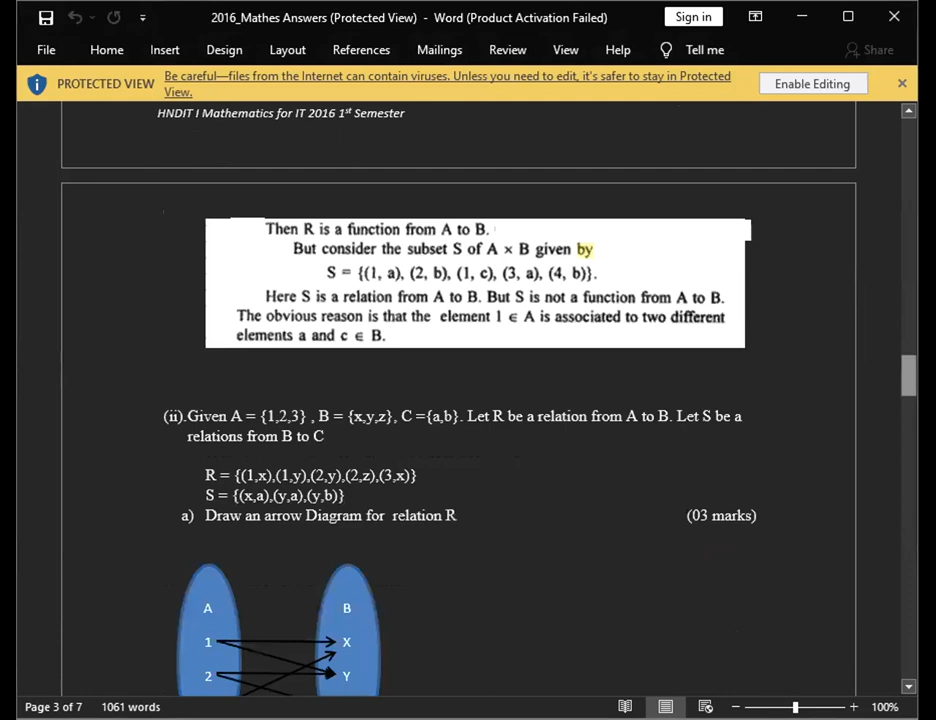 2016_Mathes Answers (Protected View) - Word (Product Activation Failed)
Sign in
File Home Insert Design Layout References Mailings Review View Help Tell me Share
PROTECTED VIEW Be careful—files from the Internet can contain viruses. Unless you need to edit, it's safer to stay in Protected View. Enable Editing
HNDIT I Mathematics for IT 2016 1st Semester
Then R is a function from A to B.
But consider the subset S of A × B given by
S = {(1, a), (2, b), (1, c), (3, a), (4, b)}.
Here S is a relation from A to B. But S is not a function from A to B.
The obvious reason is that the element 1 ∈ A is associated to two different
elements a and c ∈ B.
(ii).Given A = {1,2,3} , B = {x,y,z}, C ={a,b}. Let R be a relation from A to B. Let S be a
relations from B to C
R = {(1,x),(1,y),(2,y),(2,z),(3,x)}
S = {(x,a),(y,a),(y,b)}
a) Draw an arrow Diagram for relation R (03 marks)
A B
1 X
2 Y
Page 3 of 7 1061 words 100%